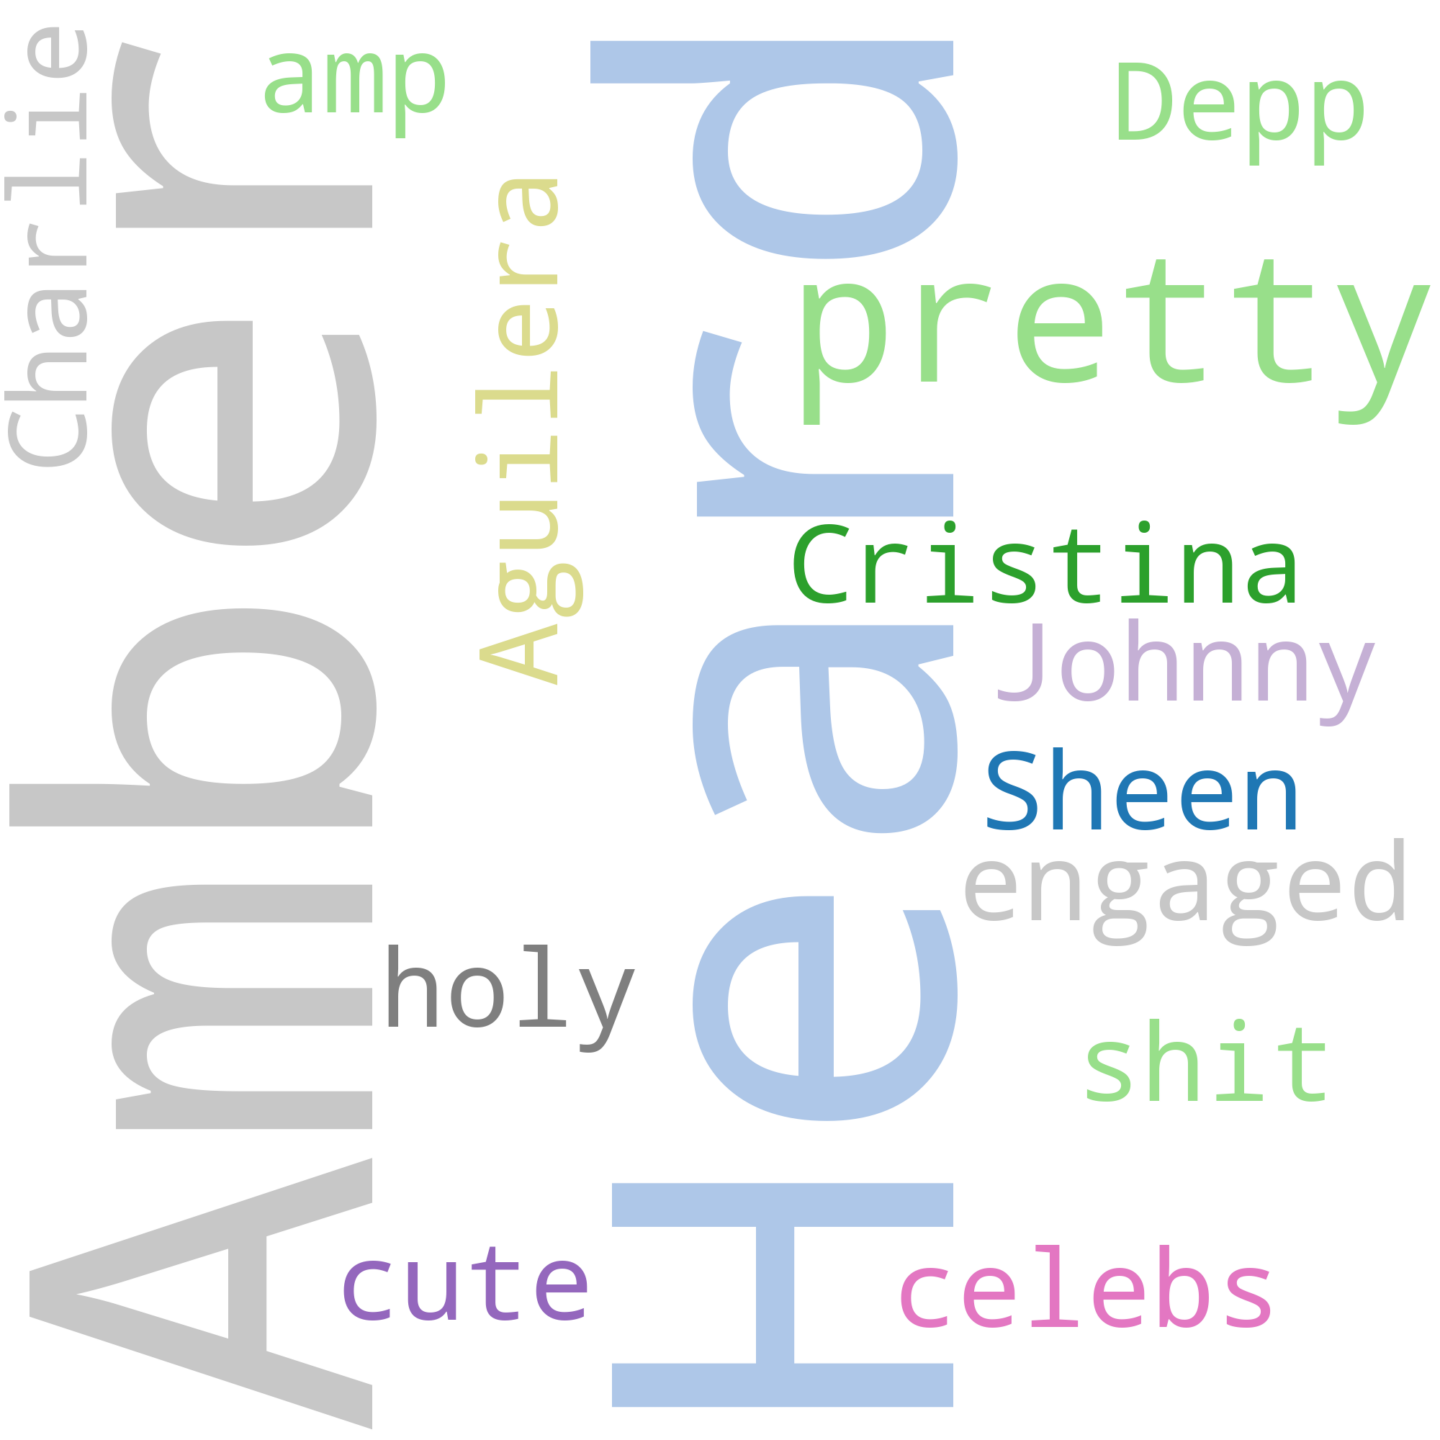 Charlie
Amber
amp
Aguilera
Heard
Depp
pretty
Cristina
Johnny
Sheen
engaged
holy
shit
cute
celebs